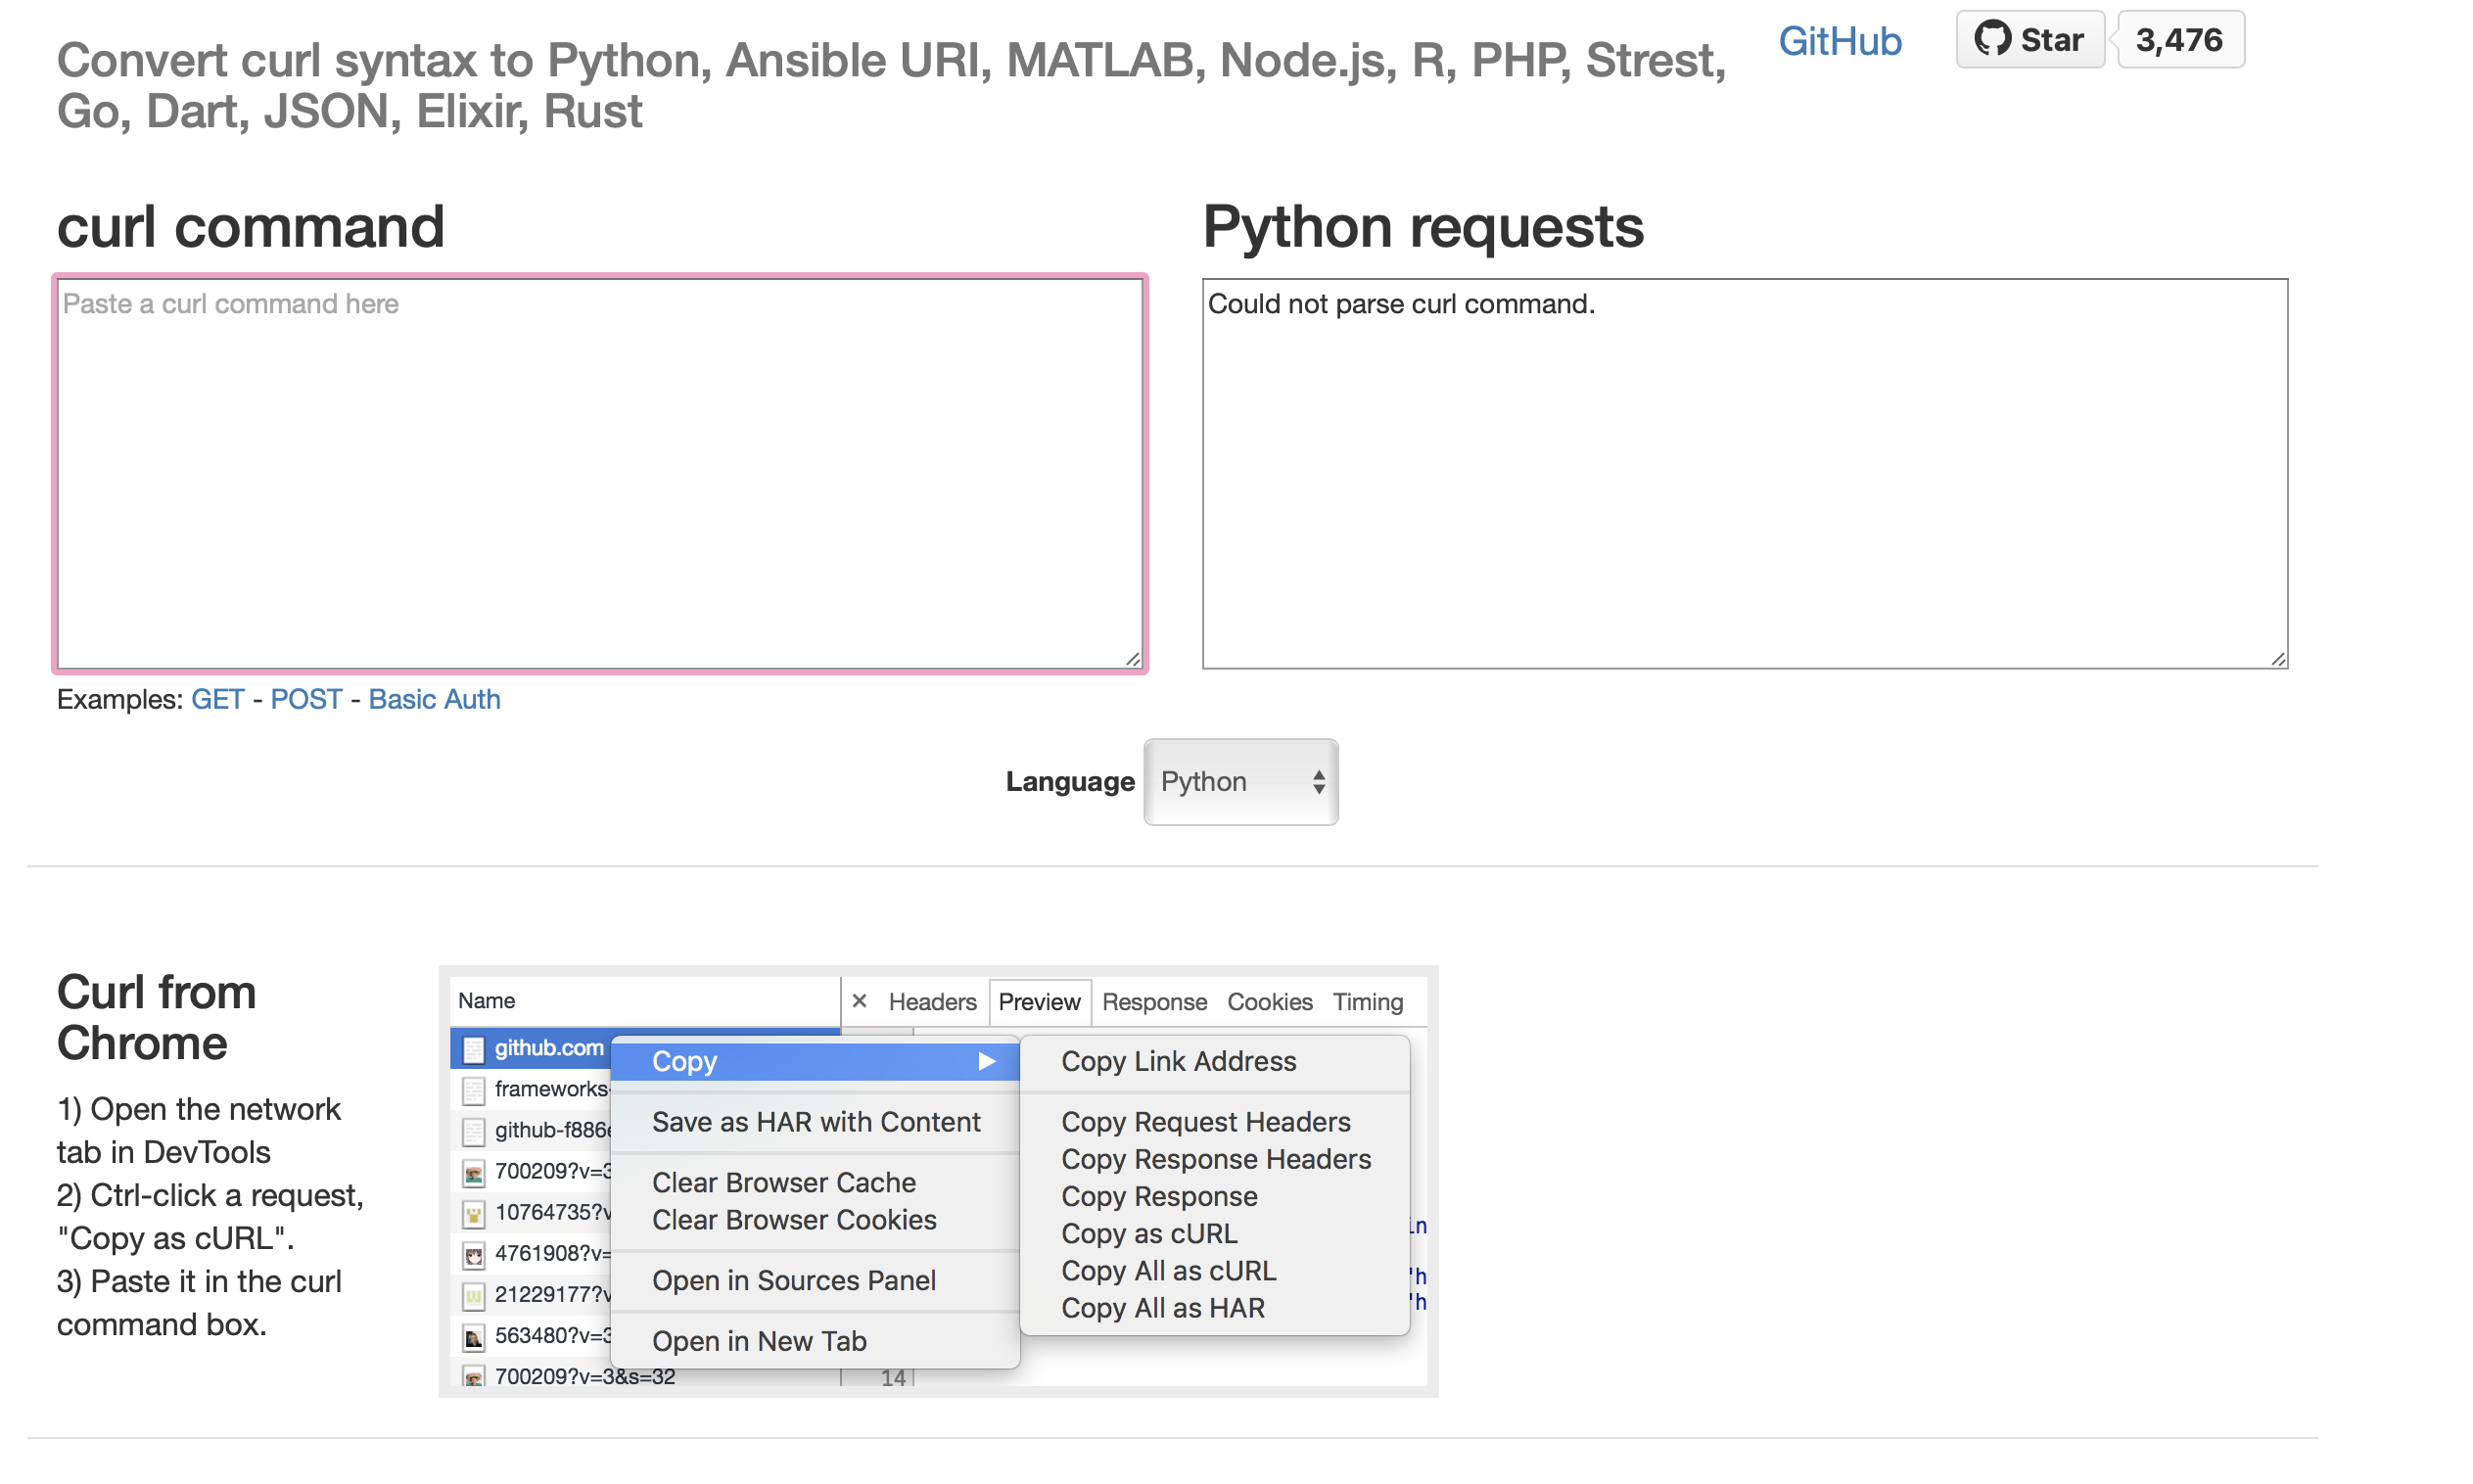 Convert curl syntax to Python, Ansible URI, MATLAB, Node.js, R, PHP, Strest,
Go, Dart, JSON, Elixir, Rust
GitHub
Star
3,476
curl command
Python requests
Paste a curl command here
Could not parse curl command.
Examples: GET - POST - Basic Auth
Language
Python
Curl from
Chrome
1) Open the network
tab in DevTools
2) Ctrl-click a request,
"Copy as cURL".
3) Paste it in the curl
command box.
Name
× Headers Preview Response Cookies Timing
github.com
frameworks-
github-f886
700209?v=3
10764735?v
4761908?v=
21229177?v
563480?v=3
700209?v=3&s=32
Copy
Save as HAR with Content
Clear Browser Cache
Clear Browser Cookies
Open in Sources Panel
Open in New Tab
Copy Link Address
Copy Request Headers
Copy Response Headers
Copy Response
Copy as cURL
Copy All as cURL
Copy All as HAR
in
'h
'h
14